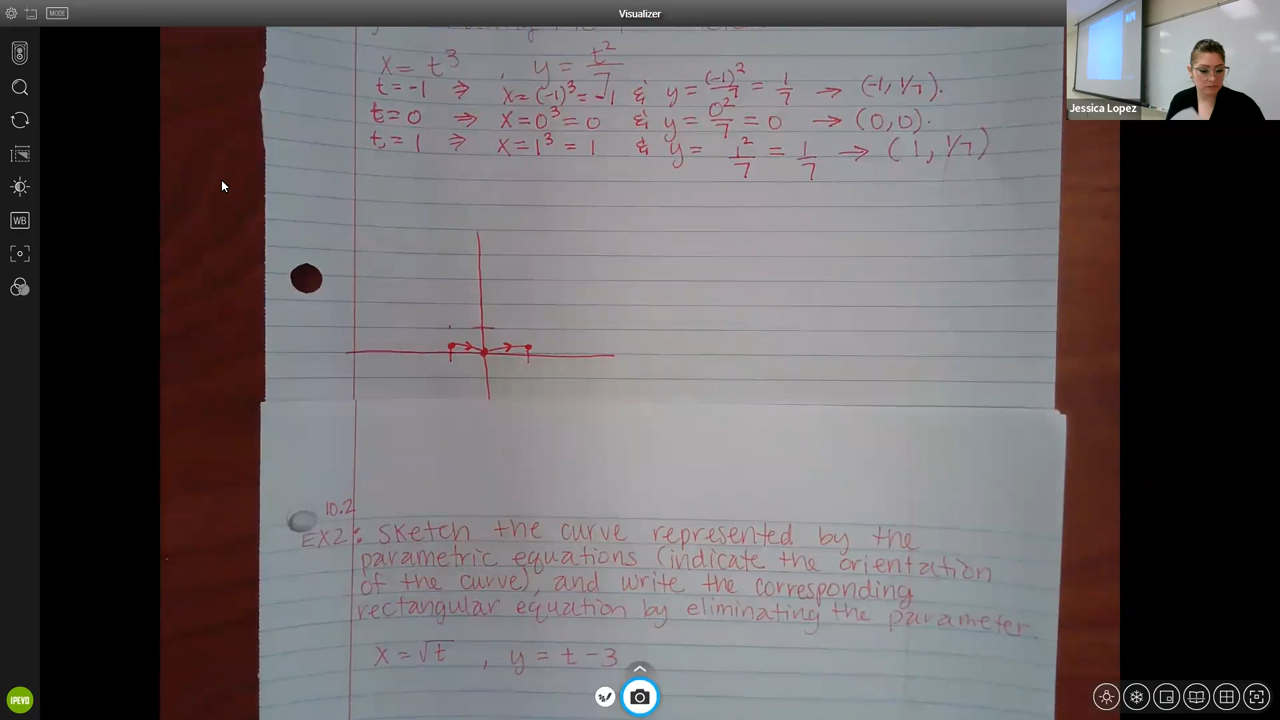 Visualizer
MODE
Jessica Lopez
WB
x = t³ , y = t²/7
t = -1 ⇒ x = (-1)³ = -1 & y = (-1)²/7 = 1/7 → (-1, 1/7).
t = 0 ⇒ x = 0³ = 0 & y = 0²/7 = 0 → (0,0).
t = 1 ⇒ x = 1³ = 1 & y = 1²/7 = 1/7 → (1, 1/7)
10.2
EX2: Sketch the curve represented by the
parametric equations (indicate the orientation
of the curve), and write the corresponding
rectangular equation by eliminating the parameter.
x = √t , y = t - 3
IPEVO